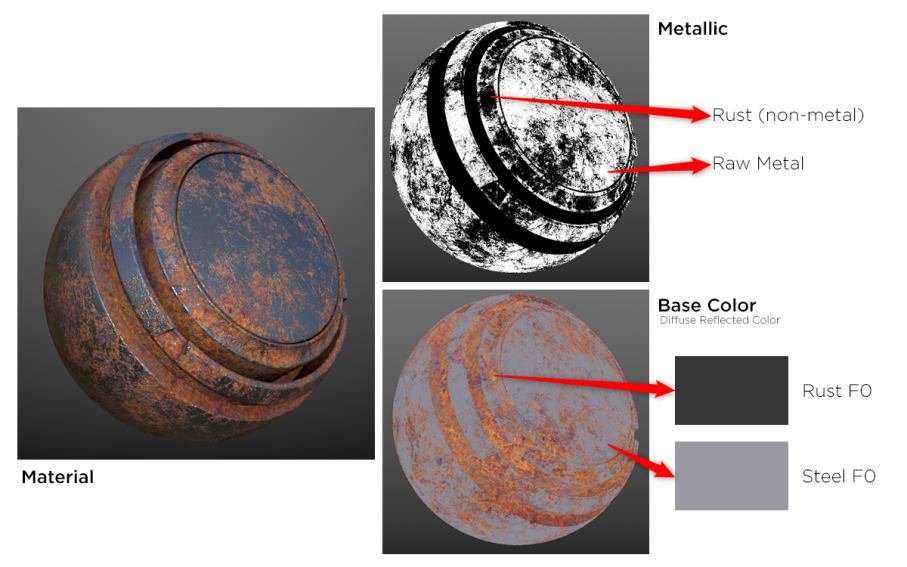 Metallic
Rust (non-metal)
Raw Metal
Material
Base Color
Diffuse Reflected Color
Rust F0
Steel F0